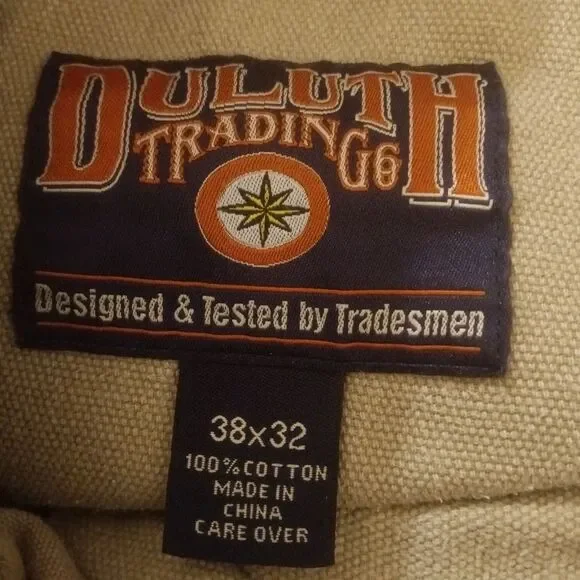 DULUTH
TRADING Co
Designed & Tested by Tradesmen
38x32
100% COTTON
MADE IN
CHINA
CARE OVER